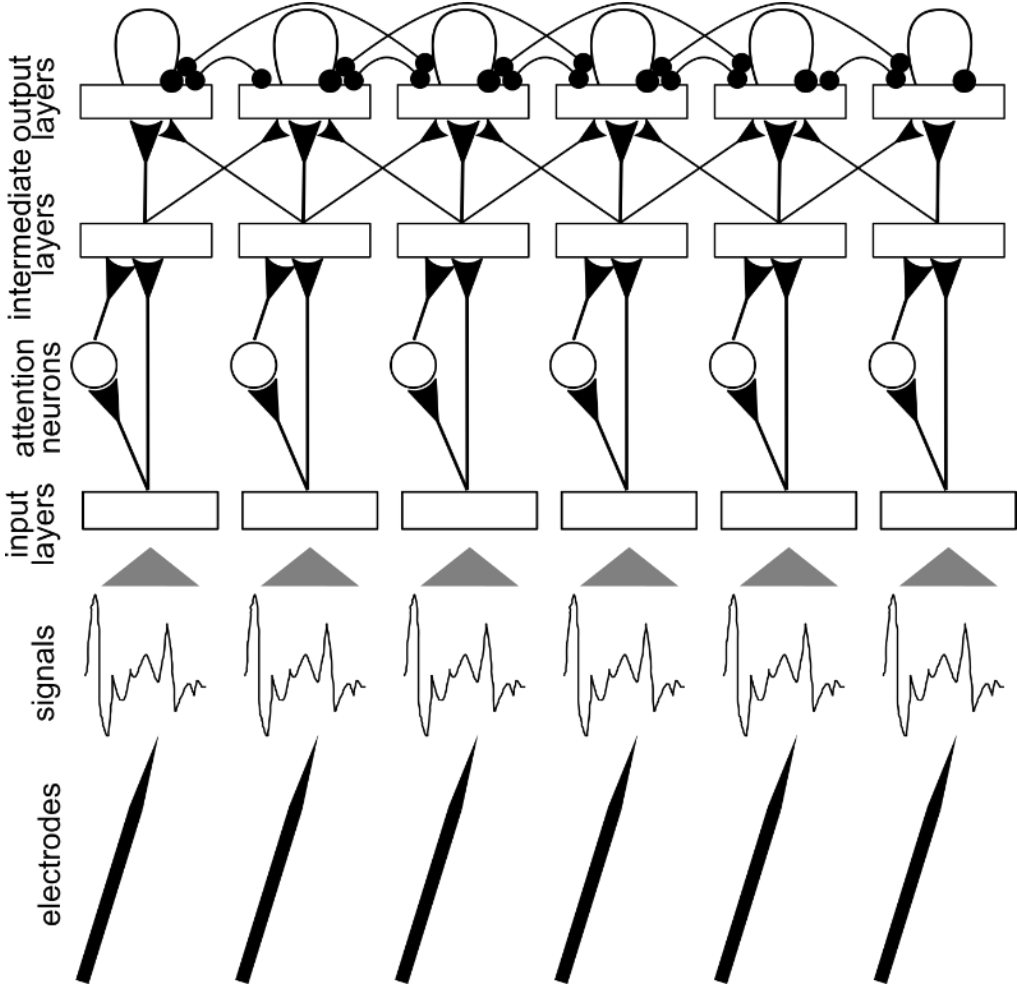 output
layers
intermediate
layers
attention
neurons
input
layers
signals
electrodes